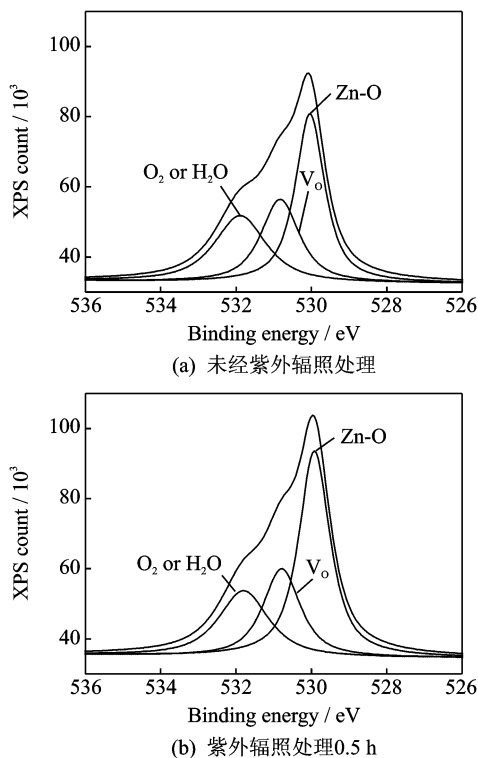 100
80
60
40
XPS count / 10³
Zn-O
O₂ or H₂O
V_O
536 534 532 530 528 526
Binding energy / eV
(a) 未经紫外辐照处理
100
80
60
40
XPS count / 10³
Zn-O
O₂ or H₂O
V_O
536 534 532 530 528 526
Binding energy / eV
(b) 紫外辐照处理0.5 h